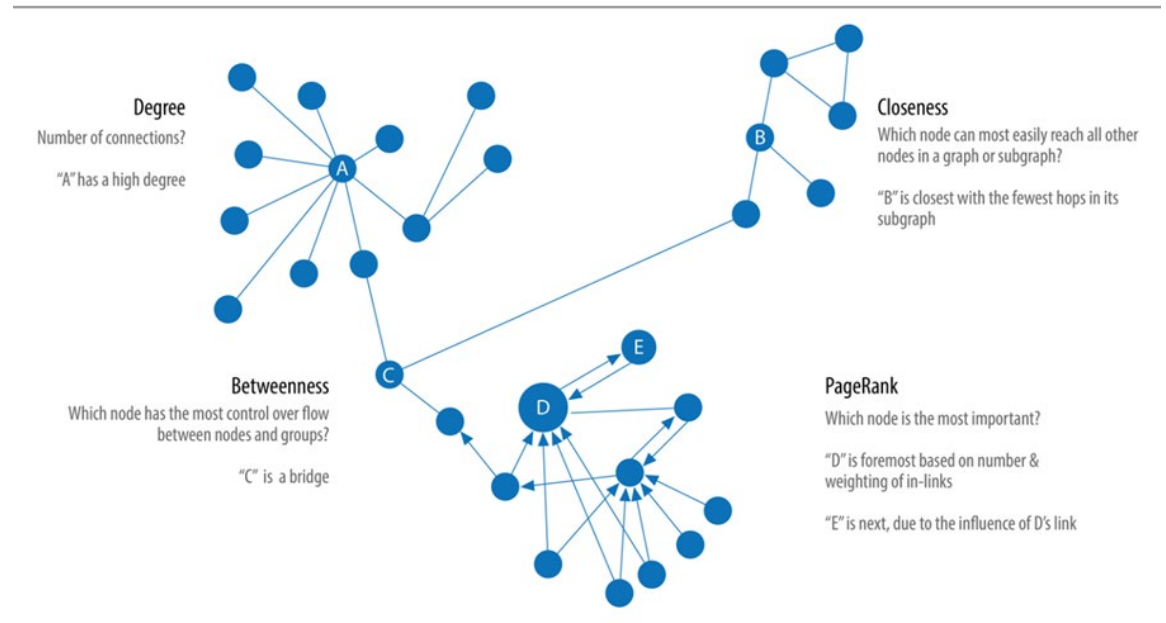 Degree
Number of connections?
“A” has a high degree
A
B
Closeness
Which node can most easily reach all other
nodes in a graph or subgraph?
“B” is closest with the fewest hops in its
subgraph
C
Betweenness
Which node has the most control over flow
between nodes and groups?
“C” is a bridge
E
D
PageRank
Which node is the most important?
“D” is foremost based on number &
weighting of in-links
“E” is next, due to the influence of D’s link